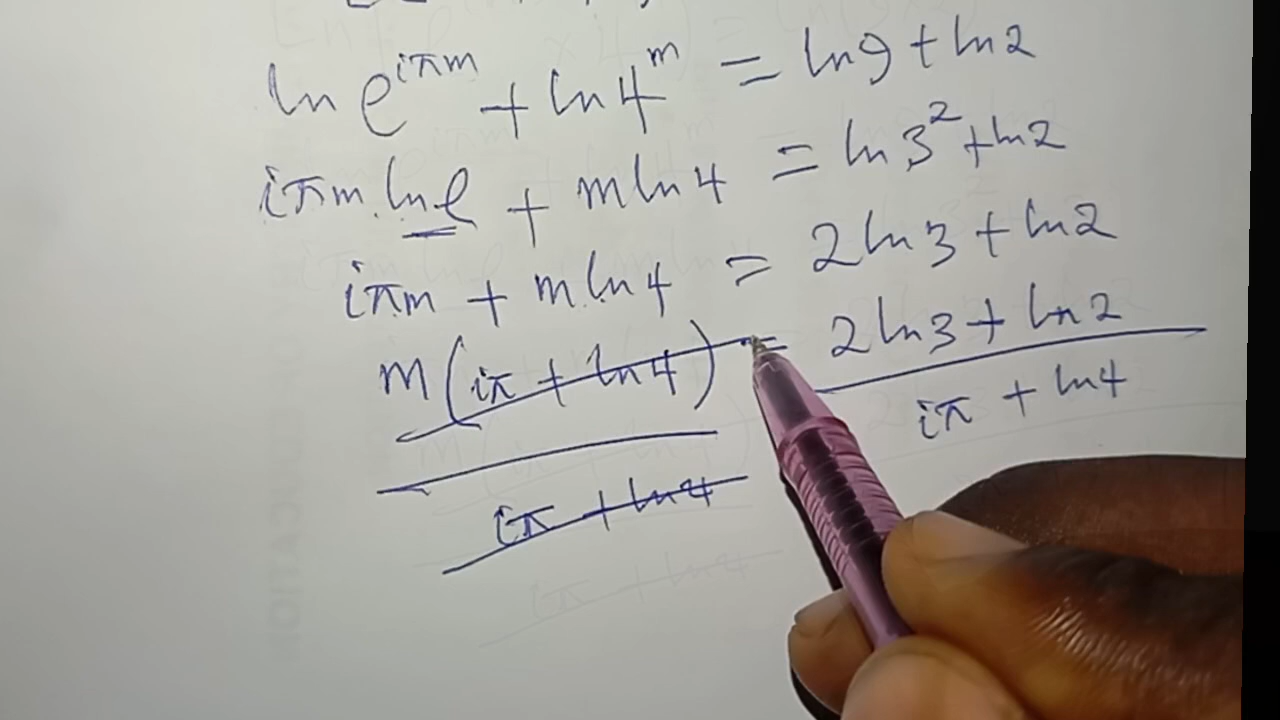 ln e^{iπm} + ln 4^m = ln 9 + ln 2
iπm ln e + m ln 4 = ln 3^2 + ln 2
iπm + m ln 4 = 2 ln 3 + ln 2
m(iπ + ln 4) = 2 ln 3 + ln 2
iπ + ln 4 iπ + ln 4